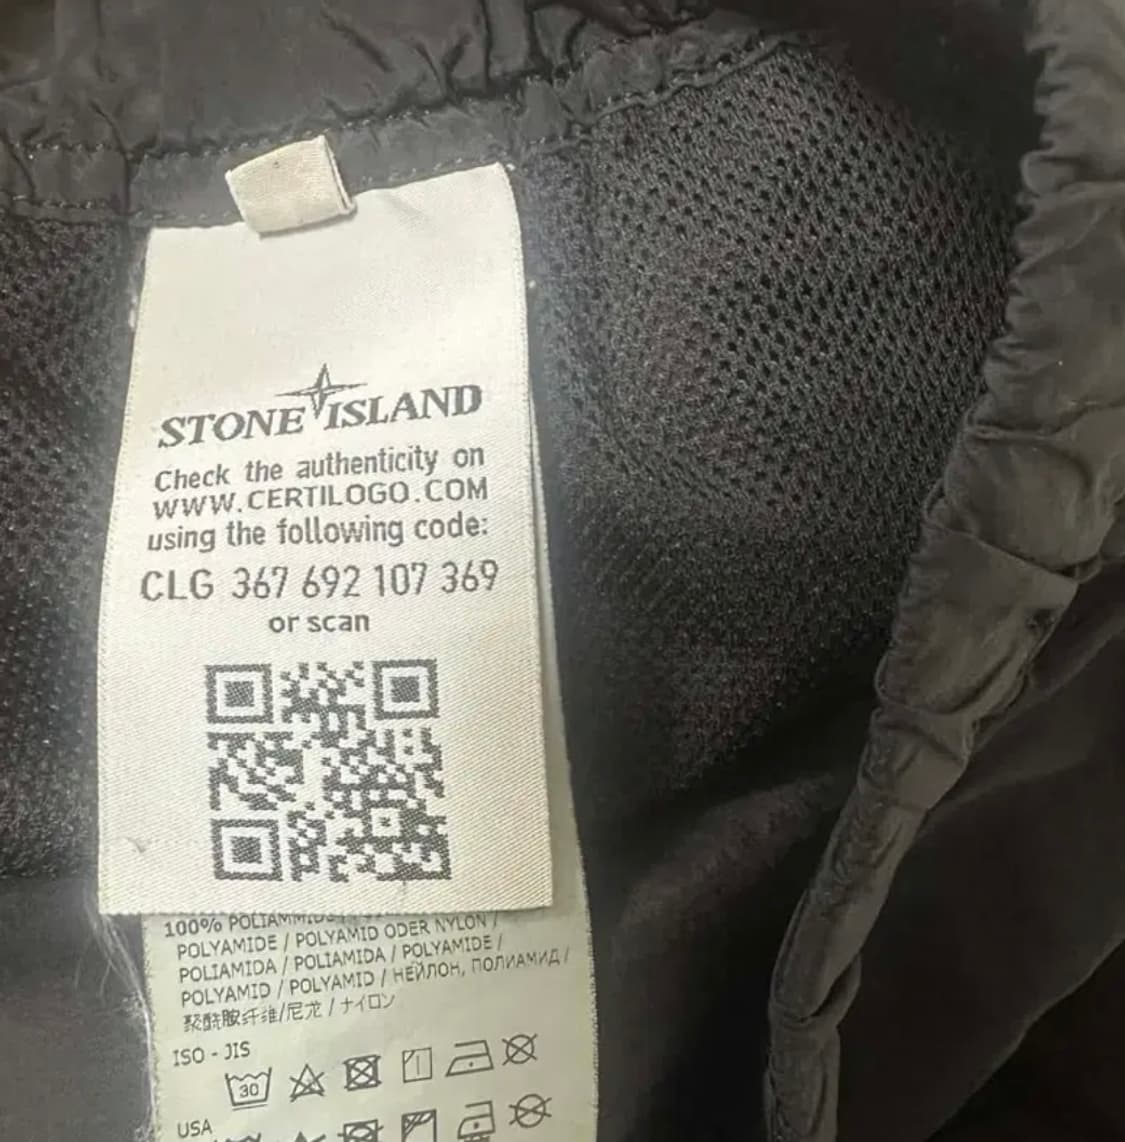 STONE ISLAND
Check the authenticity on
WWW.CERTILOGO.COM
using the following code:
CLG 367 692 107 369
or scan
100% POLIAMMIDE /
POLYAMIDE / POLYAMID ODER NYLON /
POLIAMIDA / POLIAMIDA / POLYAMIDE /
POLYAMID / POLYAMID / НЕЙЛОН, ПОЛИАМИД /
聚酰胺纤维/尼龙 / ナイロン
ISO - JIS
30
USA